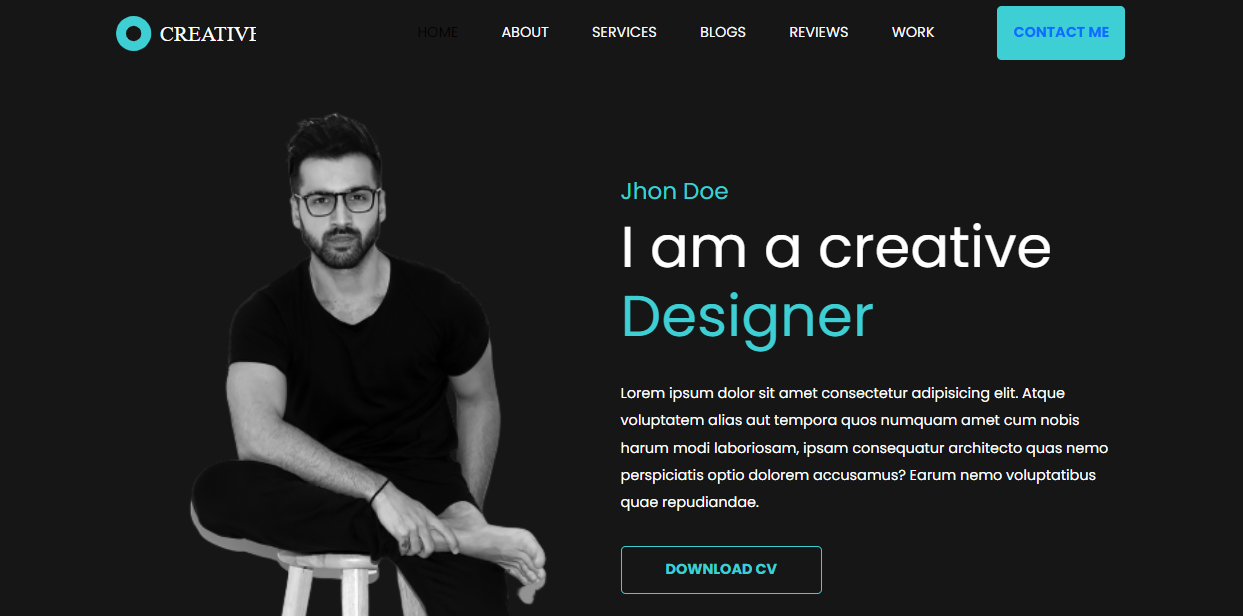 CREATIVE
HOME
ABOUT
SERVICES
BLOGS
REVIEWS
WORK
CONTACT ME
Jhon Doe
I am a creative
Designer
Lorem ipsum dolor sit amet consectetur adipisicing elit. Atque
voluptatem alias aut tempora quos numquam amet cum nobis
harum modi laboriosam, ipsam consequatur architecto quas nemo
perspiciatis optio dolorem accusamus? Earum nemo voluptatibus
quae repudiandae.
DOWNLOAD CV